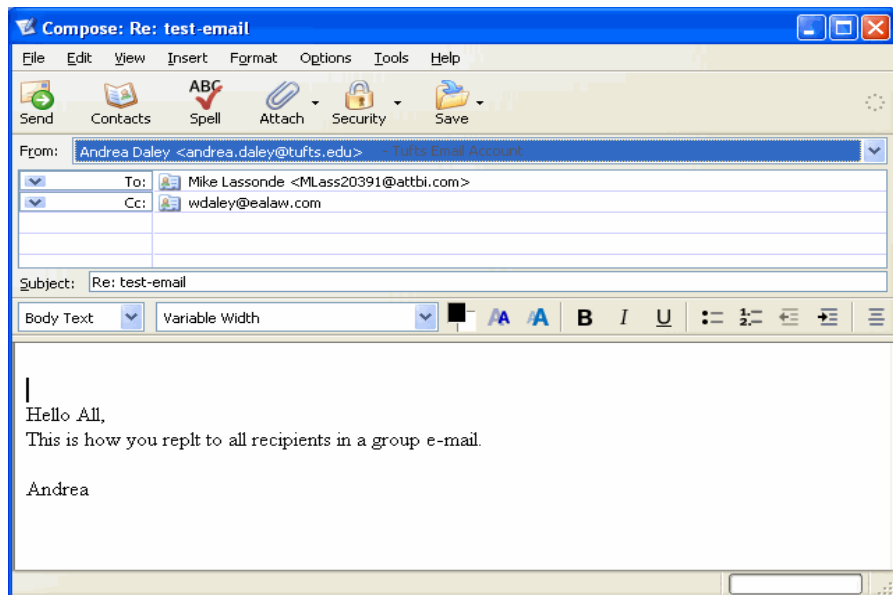 Compose: Re: test-email
File Edit View Insert Format Options Tools Help
ABC
Send Contacts Spell Attach Security Save
From: Andrea Daley <andrea.daley@tufts.edu> - Tufts Email Account
To: Mike Lassonde <MLass20391@attbi.com>
Cc: wdaley@ealaw.com
Subject: Re: test-email
Body Text Variable Width A A A A B I U 1. 2.
Hello All,
This is how you replt to all recipients in a group e-mail.
Andrea